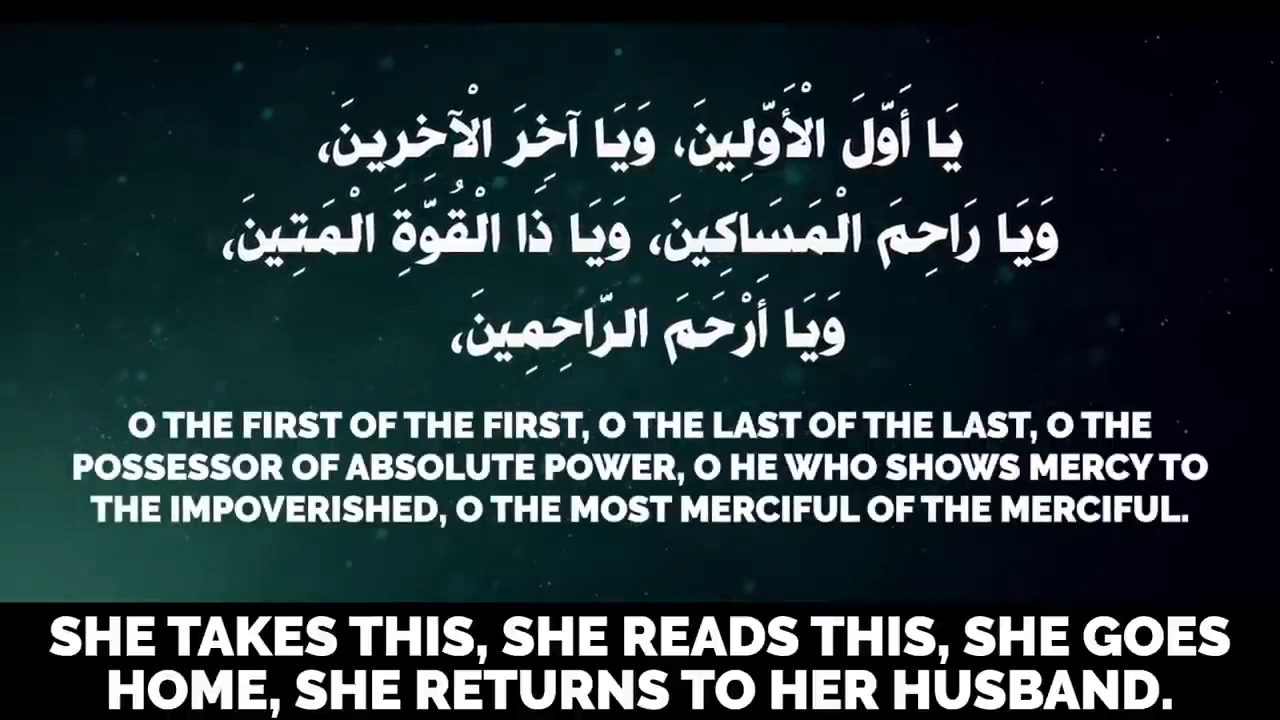 يَا أَوَّلَ الْأَوَّلِينَ، وَيَا آخِرَ الْآخِرِينَ،
وَيَا رَاحِمَ الْمَسَاكِينَ، وَيَا ذَا الْقُوَّةِ الْمَتِينَ،
وَيَا أَرْحَمَ الرَّاحِمِينَ،
O THE FIRST OF THE FIRST, O THE LAST OF THE LAST, O THE
POSSESSOR OF ABSOLUTE POWER, O HE WHO SHOWS MERCY TO
THE IMPOVERISHED, O THE MOST MERCIFUL OF THE MERCIFUL.
SHE TAKES THIS, SHE READS THIS, SHE GOES
HOME, SHE RETURNS TO HER HUSBAND.